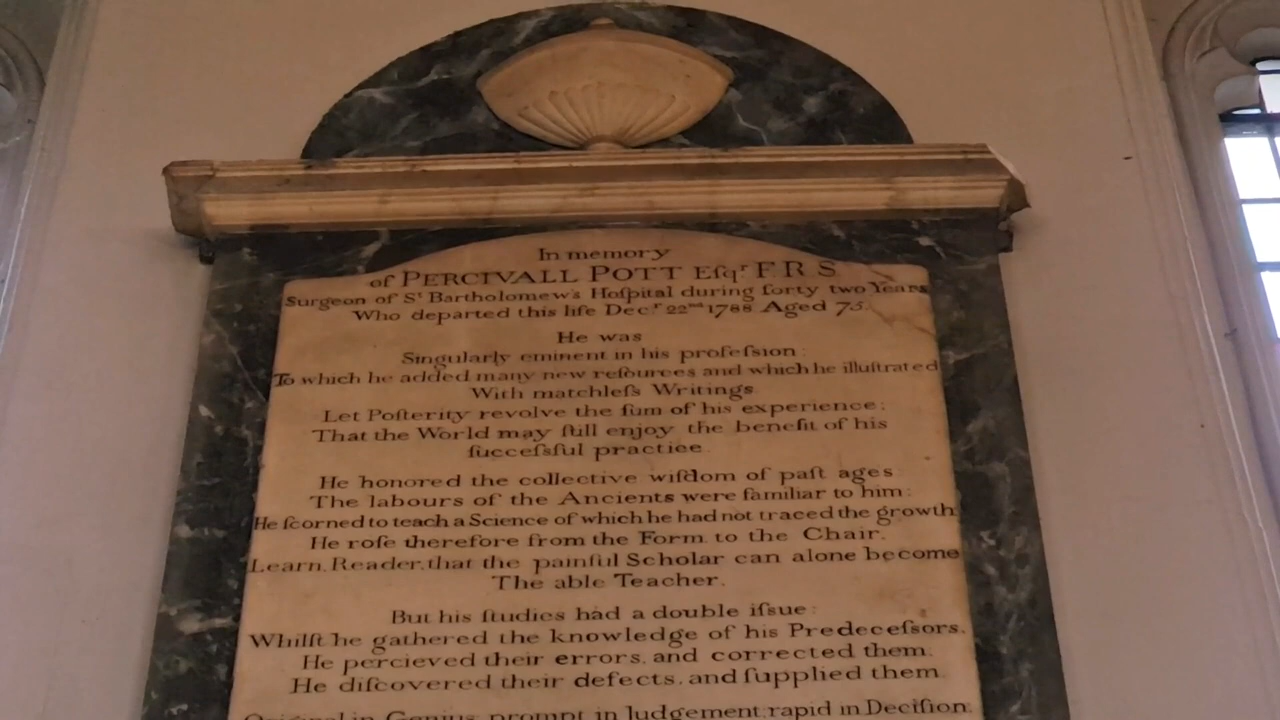 In memory
of PERCIVALL POTT Eſqr. F R S
Surgeon of St. Bartholomew's Hoſpital during forty two Years
Who departed this life Decr. 22nd 1788 Aged 75.
He was
Singularly eminent in his profeſsion:
To which he added many new reſources and which he illuſtrated
With matchleſs Writings.
Let Poſterity revolve the ſum of his experience;
That the World may ſtill enjoy the benefit of his
ſucceſsful practice.
He honored the collective wiſdom of paſt ages
The labours of the Ancients were familiar to him:
He ſcorned to teach a Science of which he had not traced the growth
He roſe therefore from the Form to the Chair.
Learn, Reader, that the painful Scholar can alone become
The able Teacher.
But his ſtudies had a double iſsue:
Whilſt he gathered the knowledge of his Predeceſsors,
He percieved their errors, and corrected them.
He diſcovered their defects, and ſupplied them.
Original in Genius, prompt in Judgement, rapid in Deciſion.